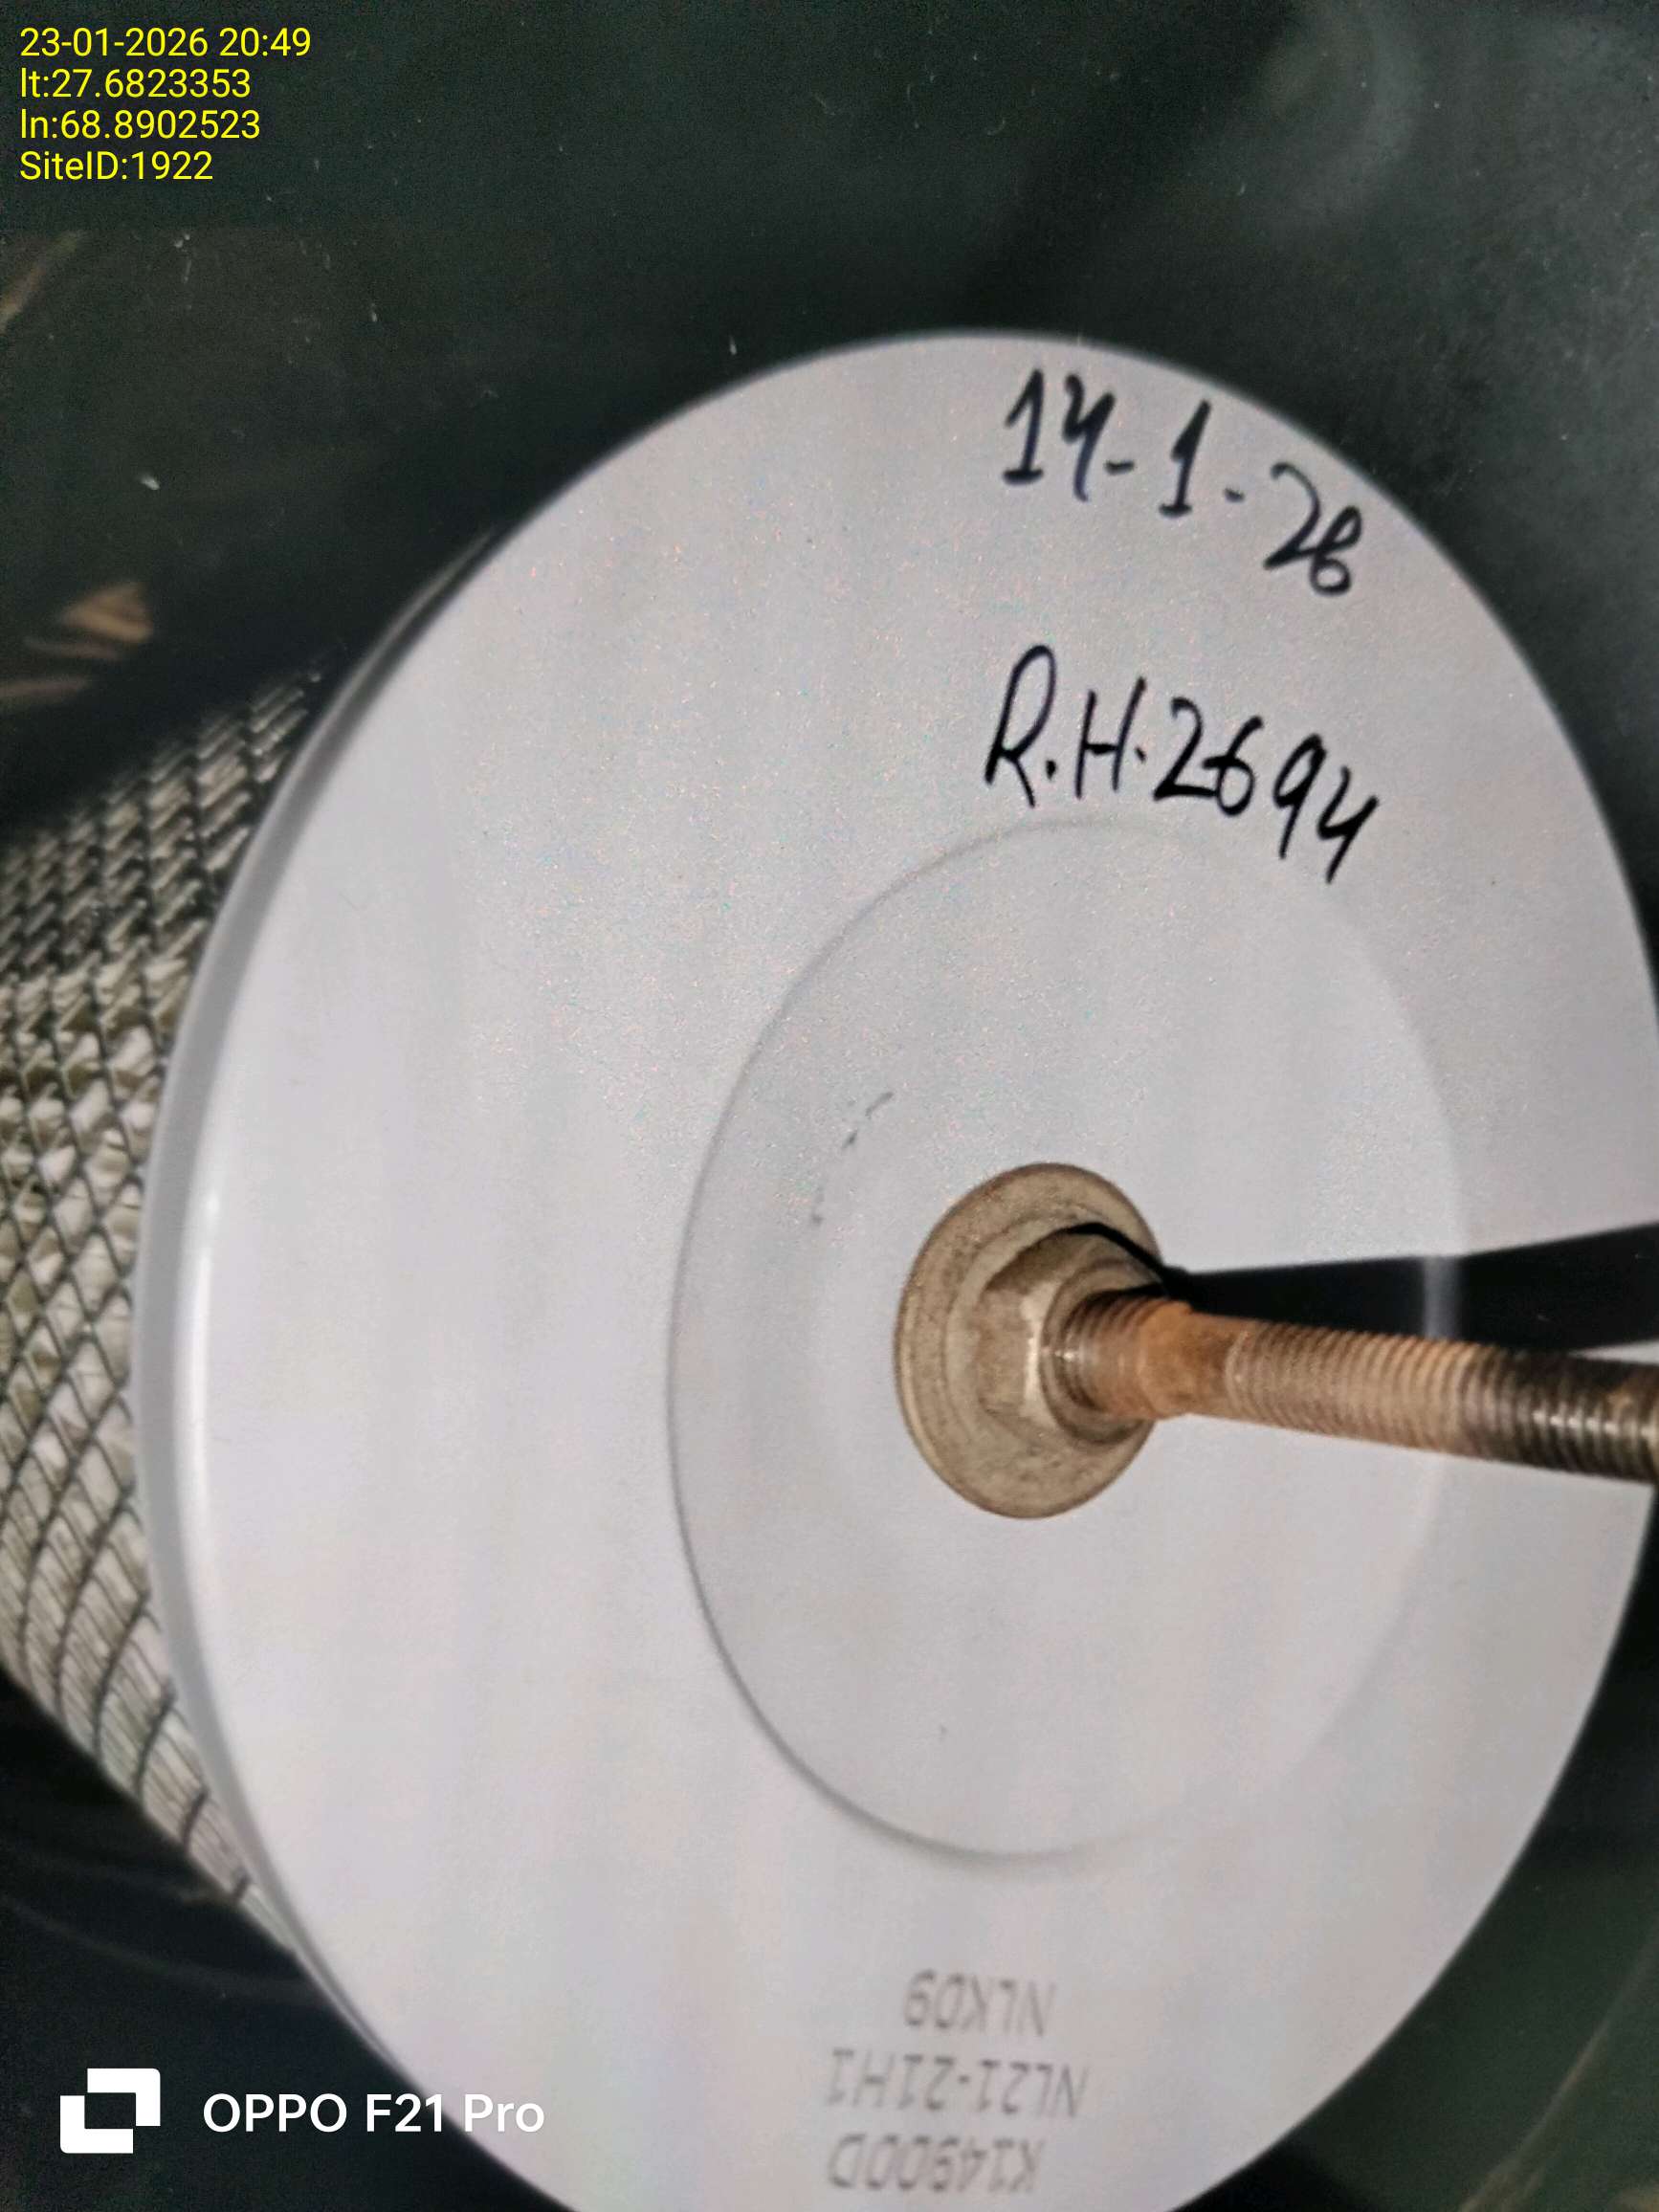 23-01-2026 20:49
lt:27.6823353
ln:68.8902523
SiteID:1922
14-1-26
R.H.2694
K14900D
NL21-21H1
NLK09
OPPO F21 Pro